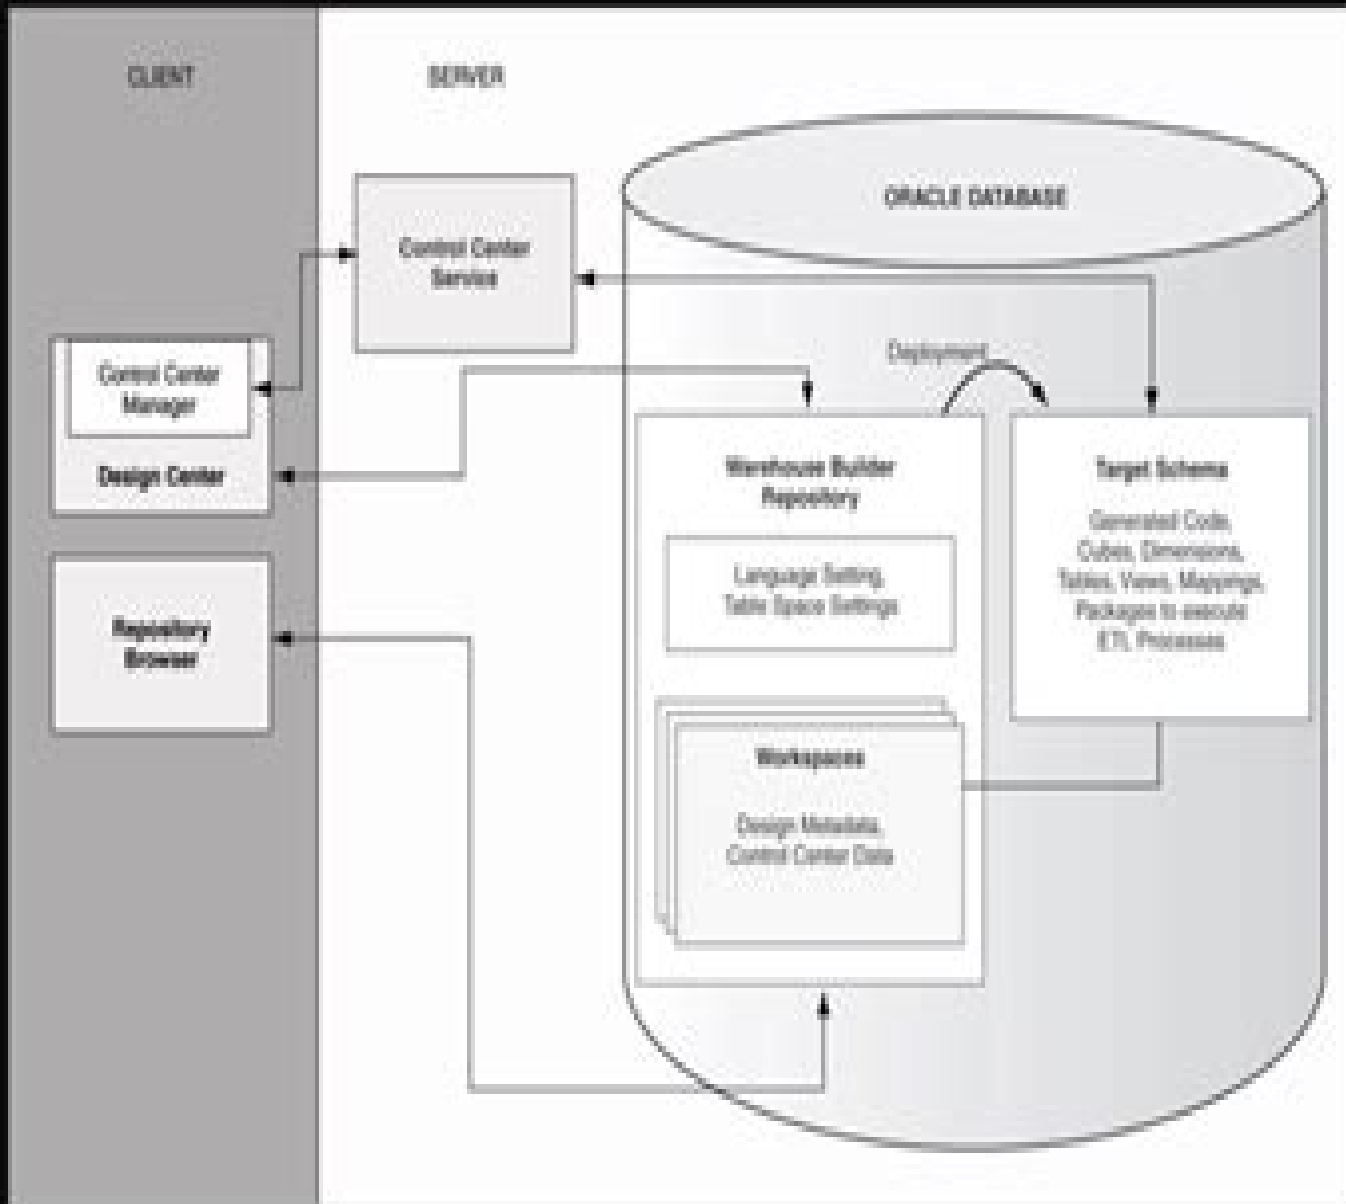 CLIENT
SERVER
ORACLE DATABASE
Control Center
Service
Deployment
Control Center
Manager
Design Center
Warehouse Builder
Repository
Language Setting,
Table Space Settings
Target Schema
Generated Code,
Cubes, Dimensions,
Tables, Views, Mappings,
Packages to execute
ETL Processes
Repository
Browser
Workspaces
Design Metadata,
Control Center Data